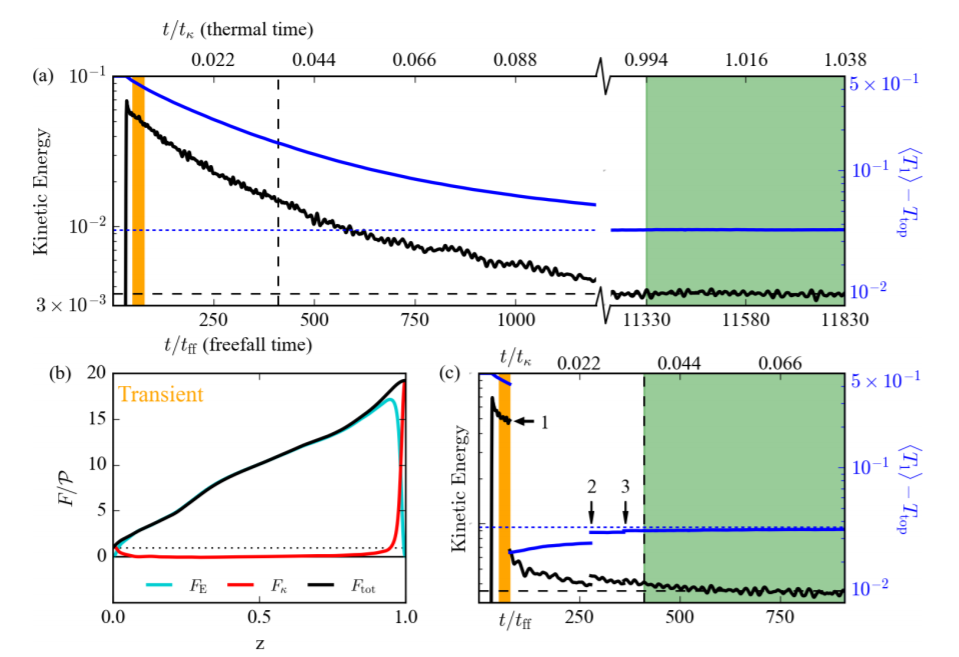 t/t_κ (thermal time)
0.022 0.044 0.066 0.088 0.994 1.016 1.038
(a)
10^{-1}
10^{-2}
3 × 10^{-3}
Kinetic Energy
5 × 10^{-1}
10^{-1}
10^{-2}
⟨T_1⟩ − T_top
250 500 750 1000 11330 11580 11830
t/t_ff (freefall time)
(b)
Transient
20
15
10
5
0
F/𝒫
F_E F_κ F_tot
0.0 0.5 1.0
z
(c)
t/t_κ 0.022 0.044 0.066
1
2 3
Kinetic Energy
5 × 10^{-1}
10^{-1}
10^{-2}
⟨T_1⟩ − T_top
t/t_ff 250 500 750